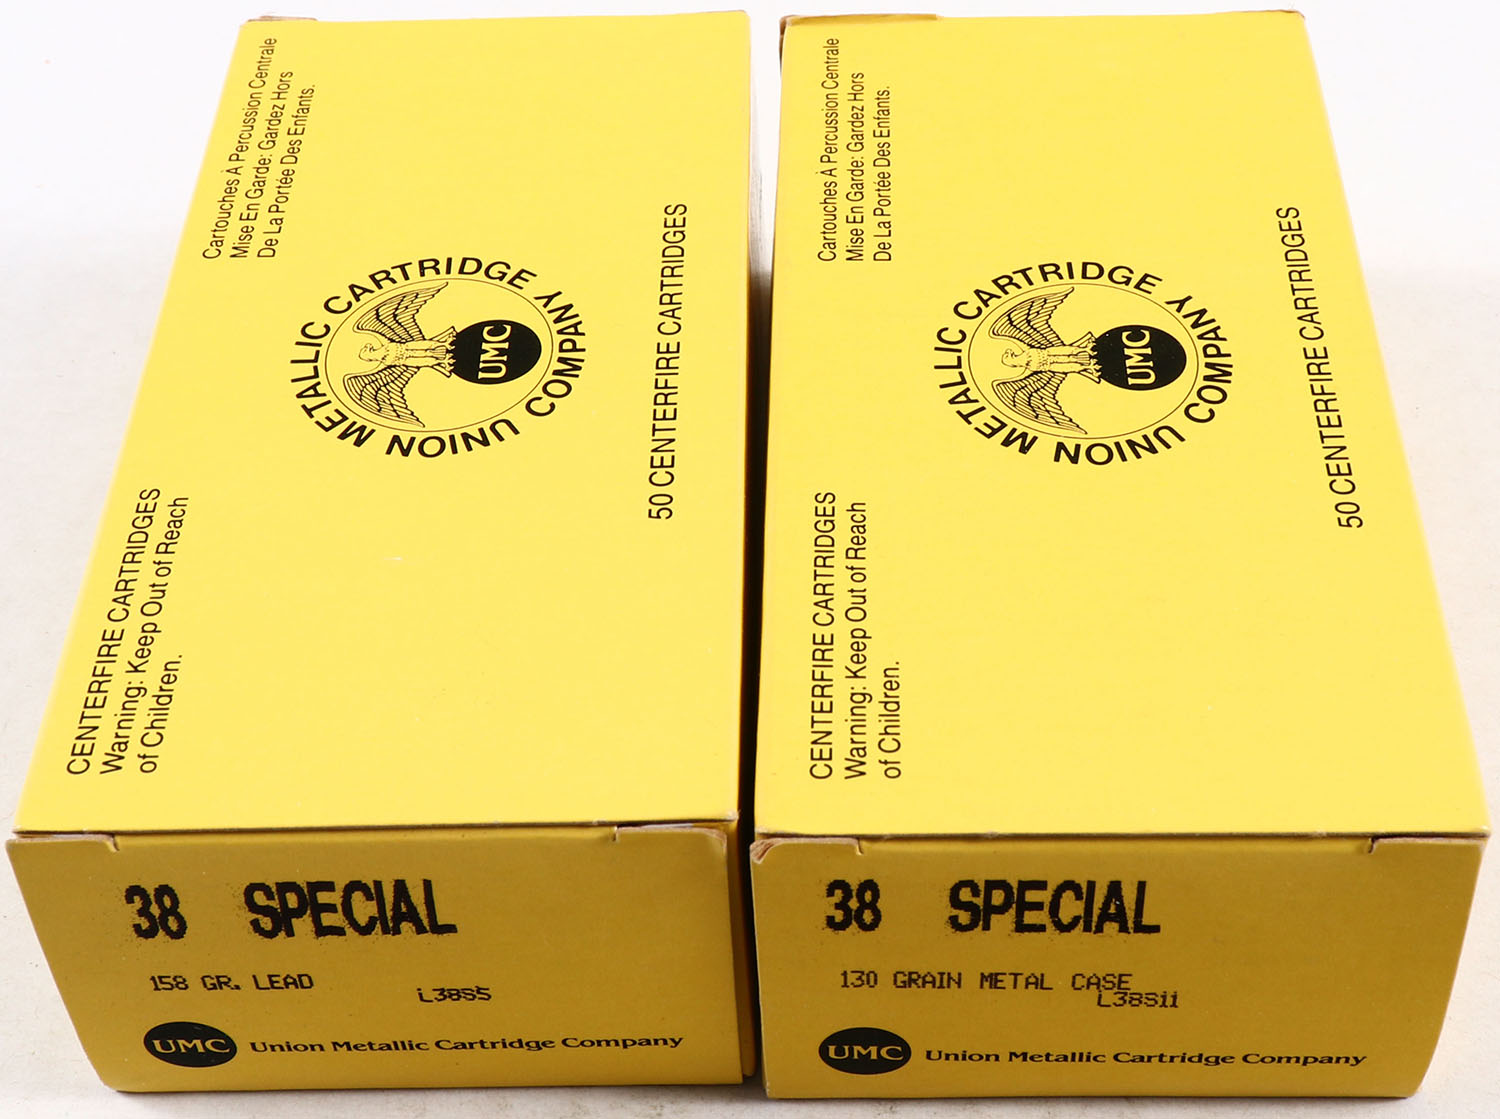 Cartouches À Percussion Centrale
Mise En Garde: Gardez Hors
De La Portée Des Enfants.
CENTERFIRE CARTRIDGES
Warning: Keep Out of Reach
of Children.
UNION METALLIC CARTRIDGE COMPANY
UMC
50 CENTERFIRE CARTRIDGES
38 SPECIAL
158 GR. LEAD
L38S5
UMC Union Metallic Cartridge Company
Cartouches À Percussion Centrale
Mise En Garde: Gardez Hors
De La Portée Des Enfants.
CENTERFIRE CARTRIDGES
Warning: Keep Out of Reach
of Children.
UNION METALLIC CARTRIDGE COMPANY
UMC
50 CENTERFIRE CARTRIDGES
38 SPECIAL
130 GRAIN METAL CASE
L38S11
UMC Union Metallic Cartridge Company